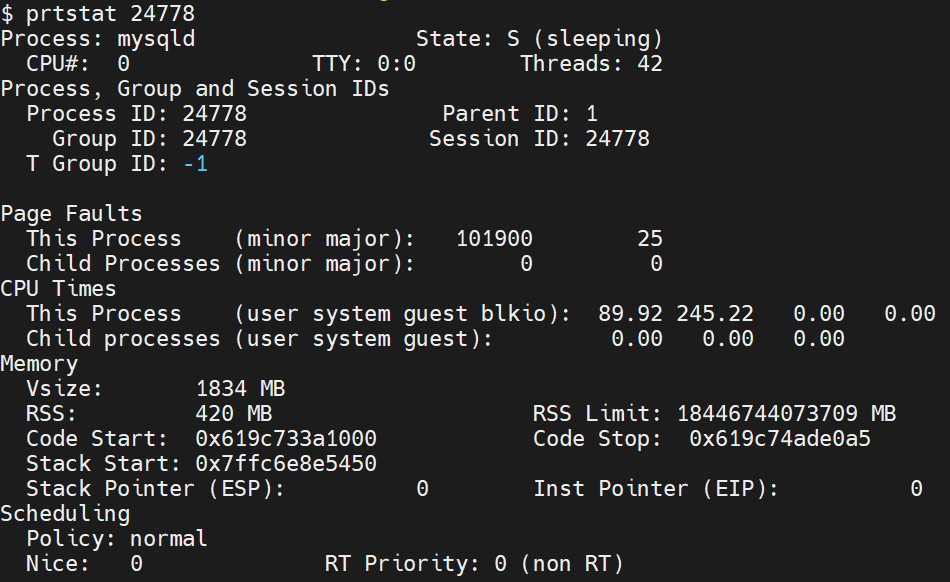 $ prtstat 24778
Process: mysqld                 State: S (sleeping)
  CPU#:  0              TTY: 0:0        Threads: 42
Process, Group and Session IDs
  Process ID: 24778               Parent ID: 1
    Group ID: 24778              Session ID: 24778
  T Group ID: -1

Page Faults
  This Process    (minor major):   101900        25
  Child Processes (minor major):        0         0
CPU Times
  This Process    (user system guest blkio):  89.92 245.22   0.00   0.00
  Child processes (user system guest):         0.00   0.00   0.00
Memory
  Vsize:       1834 MB
  RSS:         420 MB                    RSS Limit: 18446744073709 MB
  Code Start:  0x619c733a1000            Code Stop:  0x619c74ade0a5
  Stack Start: 0x7ffc6e8e5450
  Stack Pointer (ESP):          0        Inst Pointer (EIP):          0
Scheduling
  Policy: normal
  Nice:   0              RT Priority: 0 (non RT)